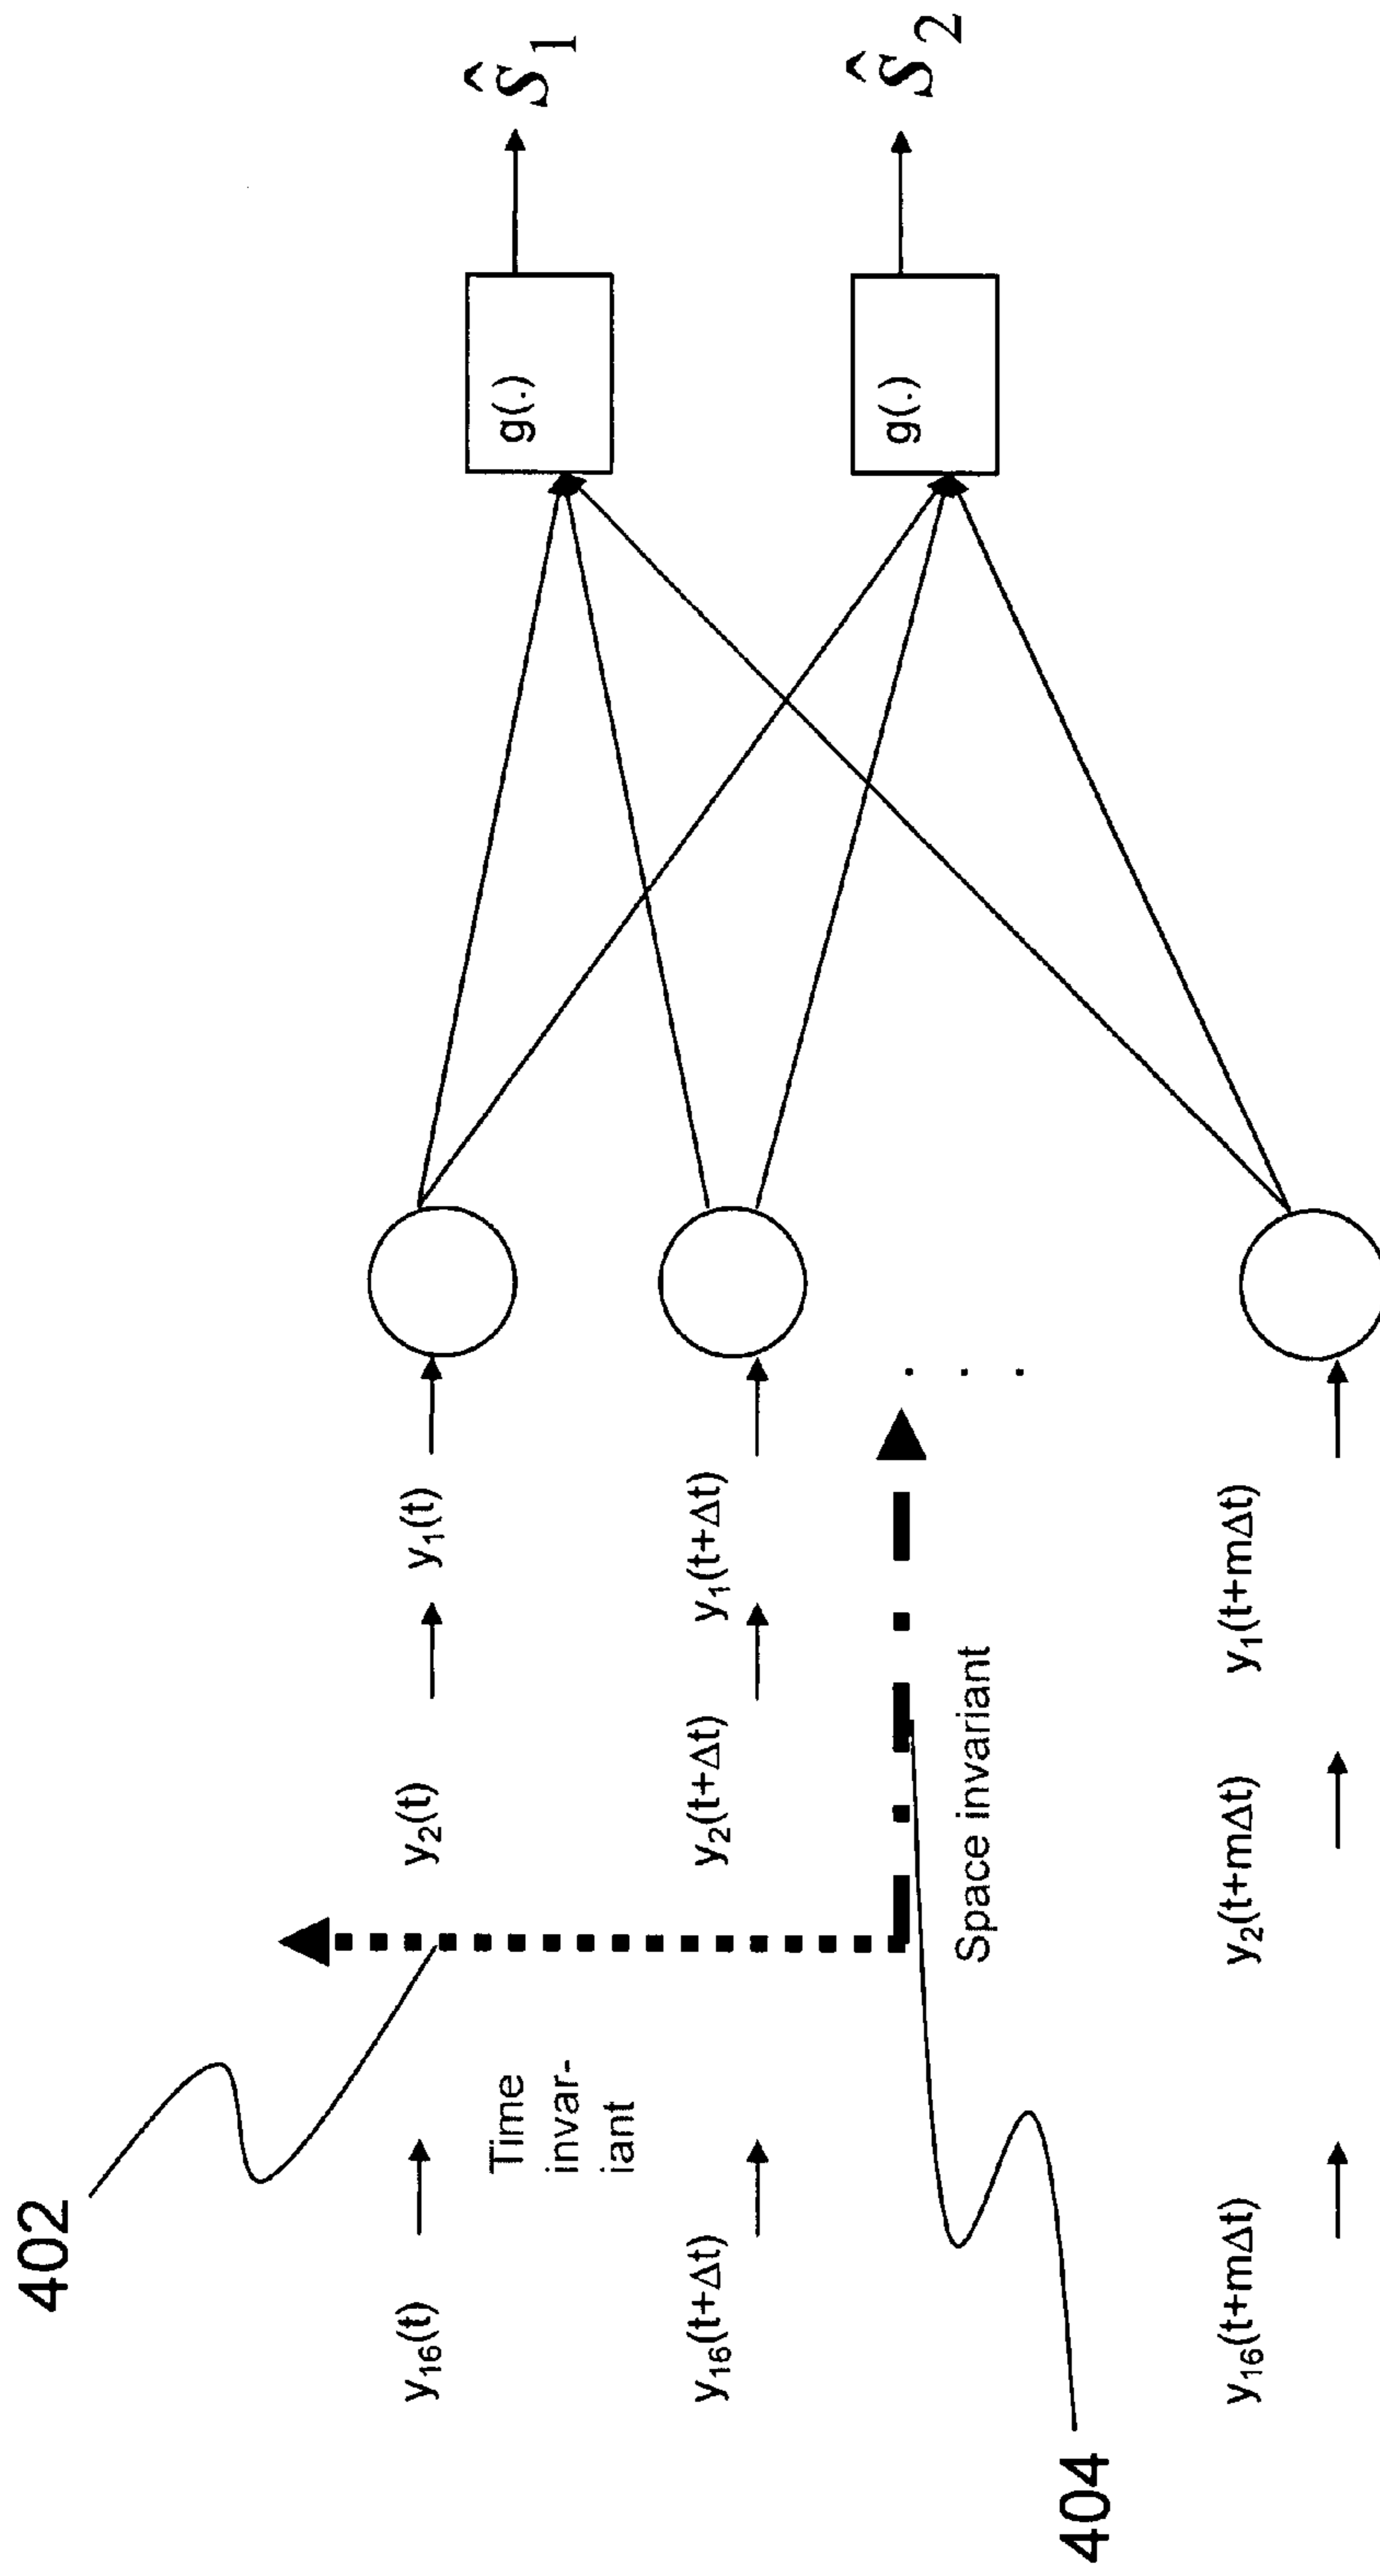 402
y₁₆(t) y₂(t) y₁(t)
Time
invar-
iant
g(.) Ŝ₁
y₁₆(t+Δt) y₂(t+Δt) y₁(t+Δt)
g(.) Ŝ₂
Space invariant
. . .
404
y₁₆(t+mΔt) y₂(t+mΔt) y₁(t+mΔt)